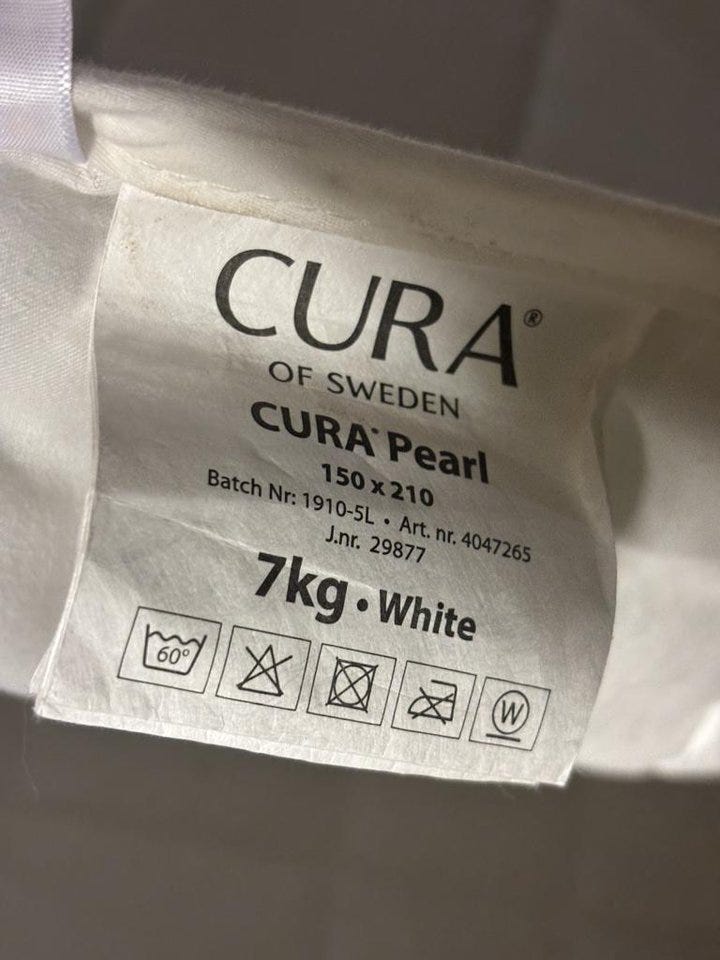 CURA®
OF SWEDEN
CURA® Pearl
150 x 210
Batch Nr: 1910-5L • Art. nr. 4047265
J.nr. 29877
7kg • White
60°
W